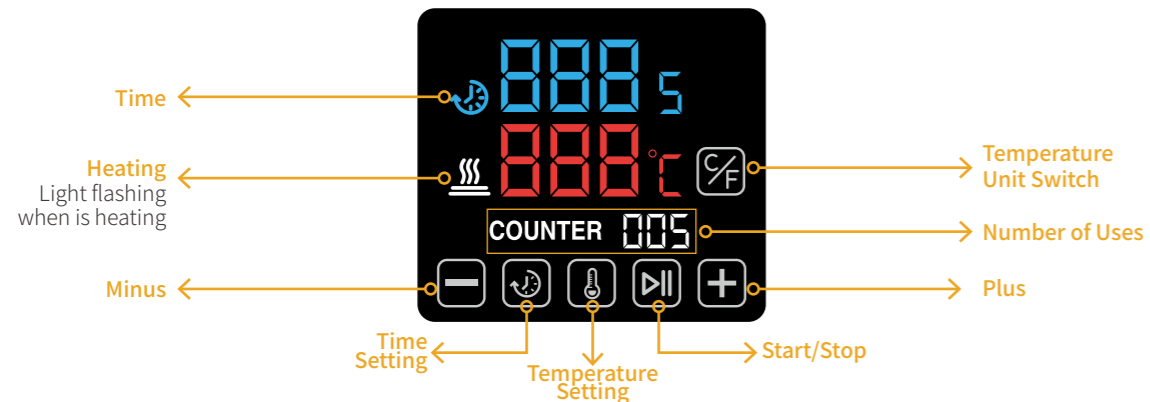 888 S
Time
Heating
Light flashing
when is heating
888 °C
C/F
Temperature
Unit Switch
COUNTER 005
Number of Uses
Minus
Plus
Time
Setting
Temperature
Setting
Start/Stop